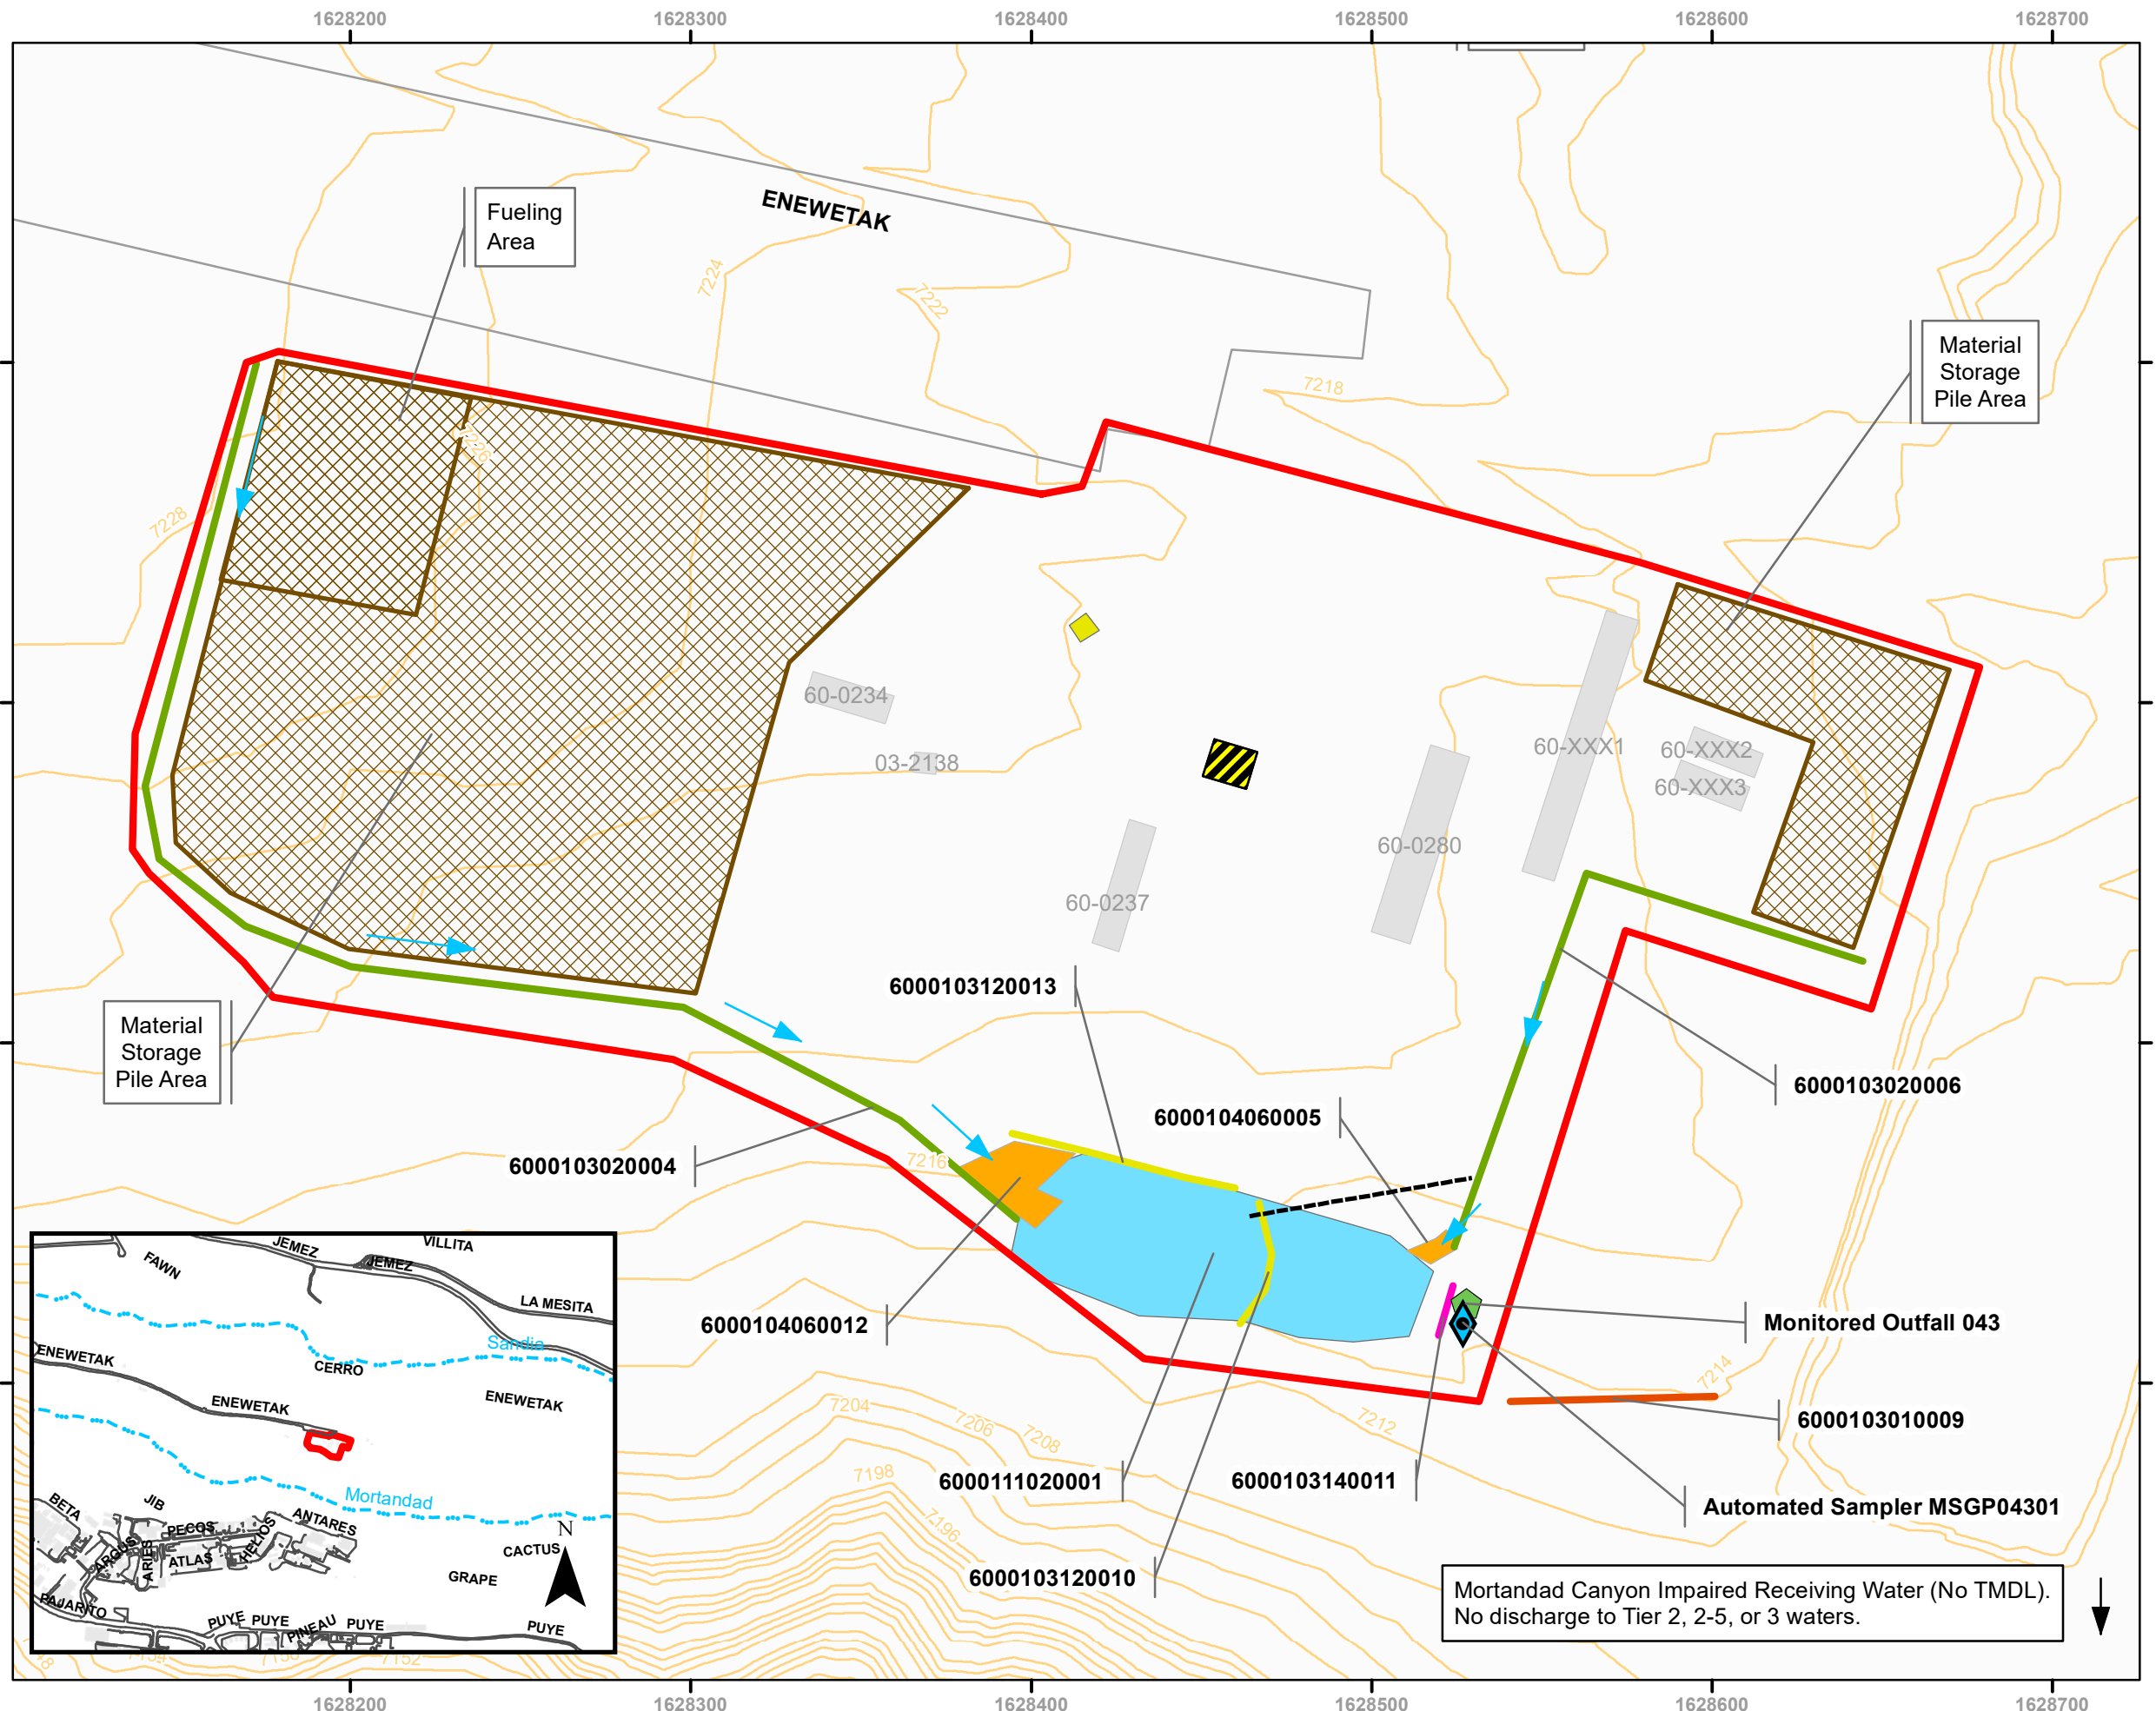 1628200
1628300
1628400
1628500
1628600
1628700
Fueling
Area
ENEWETAK
7224
7222
7218
Material
Storage
Pile Area
7226
7228
60-0234
03-2138
60-XXX1
60-XXX2
60-XXX3
60-0280
60-0237
6000103120013
Material
Storage
Pile Area
6000103020006
6000104060005
6000103020004
7216
6000104060012
Monitored Outfall 043
7214
6000103010009
7204
7206
7208
7212
7198
7196
6000111020001
6000103140011
Automated Sampler MSGP04301
6000103120010
Mortandad Canyon Impaired Receiving Water (No TMDL).
No discharge to Tier 2, 2-5, or 3 waters.
JEMEZ
VILLITA
FAWN
JEMEZ
LA MESITA
Sandia
ENEWETAK
CERRO
ENEWETAK
ENEWETAK
Mortandad
BETA
JIB
PECOS
ANTARES
HELIOS
ARGUS
ARIES
ATLAS
N
CACTUS
GRAPE
PAJARITO
PUYE
PUYE
PINEAU
PUYE
PUYE
7152
1628200
1628300
1628400
1628500
1628600
1628700